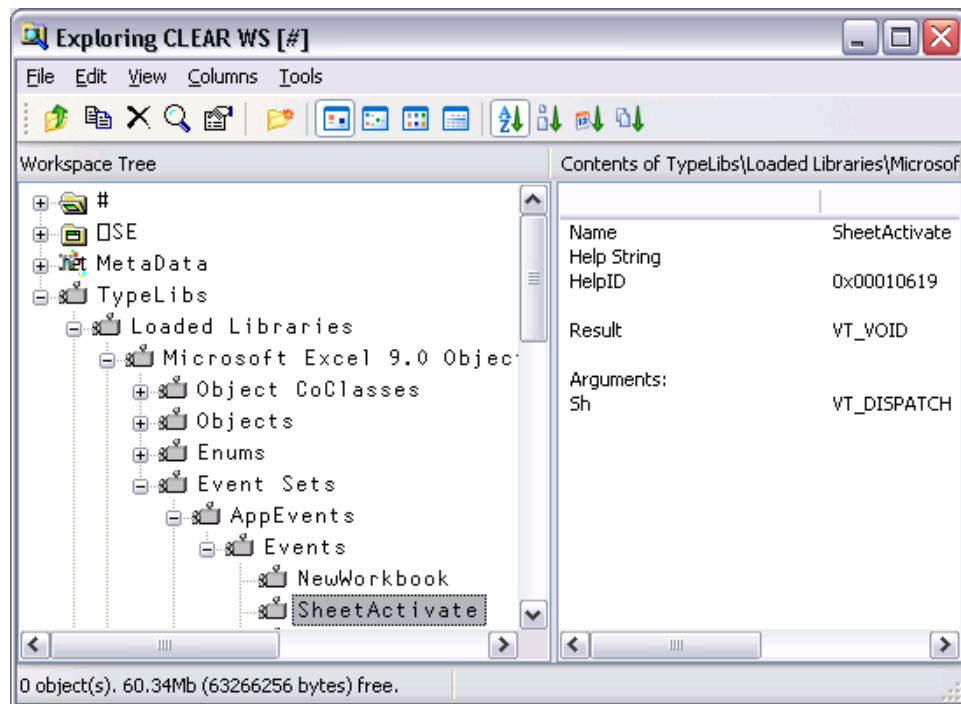 Exploring CLEAR WS [#]
File Edit View Columns Tools
Workspace Tree
Contents of TypeLibs\Loaded Libraries\Microsof
#
⎕SE
MetaData
TypeLibs
Loaded Libraries
Microsoft Excel 9.0 Objec
Object CoClasses
Objects
Enums
Event Sets
AppEvents
Events
NewWorkbook
SheetActivate
Name SheetActivate
Help String
HelpID 0x00010619
Result VT_VOID
Arguments:
Sh VT_DISPATCH
0 object(s). 60.34Mb (63266256 bytes) free.